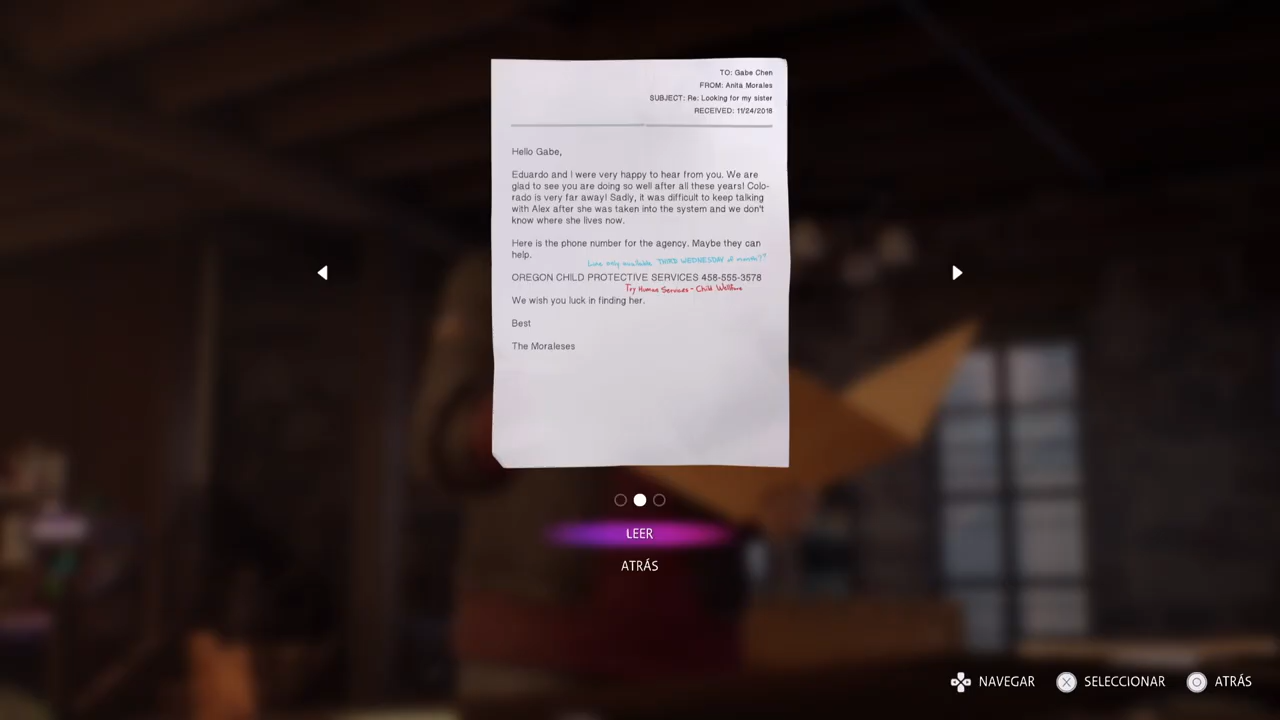 TO: Gabe Chen
FROM: Anita Morales
SUBJECT: Re: Looking for my sister
RECEIVED: 11/24/2018
Hello Gabe,
Eduardo and I were very happy to hear from you. We are
glad to see you are doing so well after all these years! Colo-
rado is very far away! Sadly, it was difficult to keep talking
with Alex after she was taken into the system and we don't
know where she lives now.
Here is the phone number for the agency. Maybe they can
help.
Line only available THIRD WEDNESDAY of month??
OREGON CHILD PROTECTIVE SERVICES 458-555-3578
Try Human Services - Child Welfare
We wish you luck in finding her.
Best
The Moraleses
LEER
ATRÁS
NAVEGAR
SELECCIONAR
ATRÁS